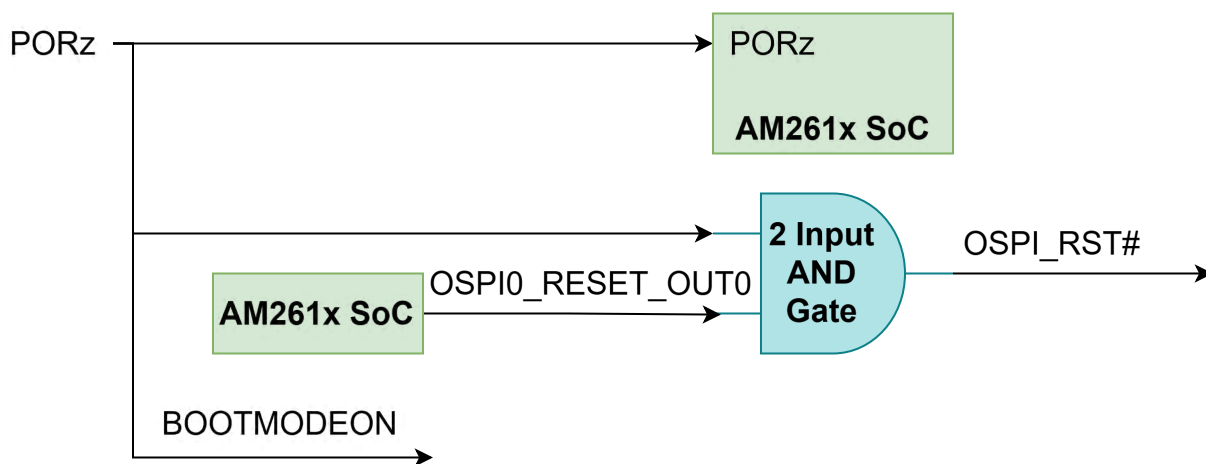 PORz
PORz
AM261x SoC
2 Input
AND
Gate
OSPI_RST#
OSPI0_RESET_OUT0
AM261x SoC
BOOTMODEON